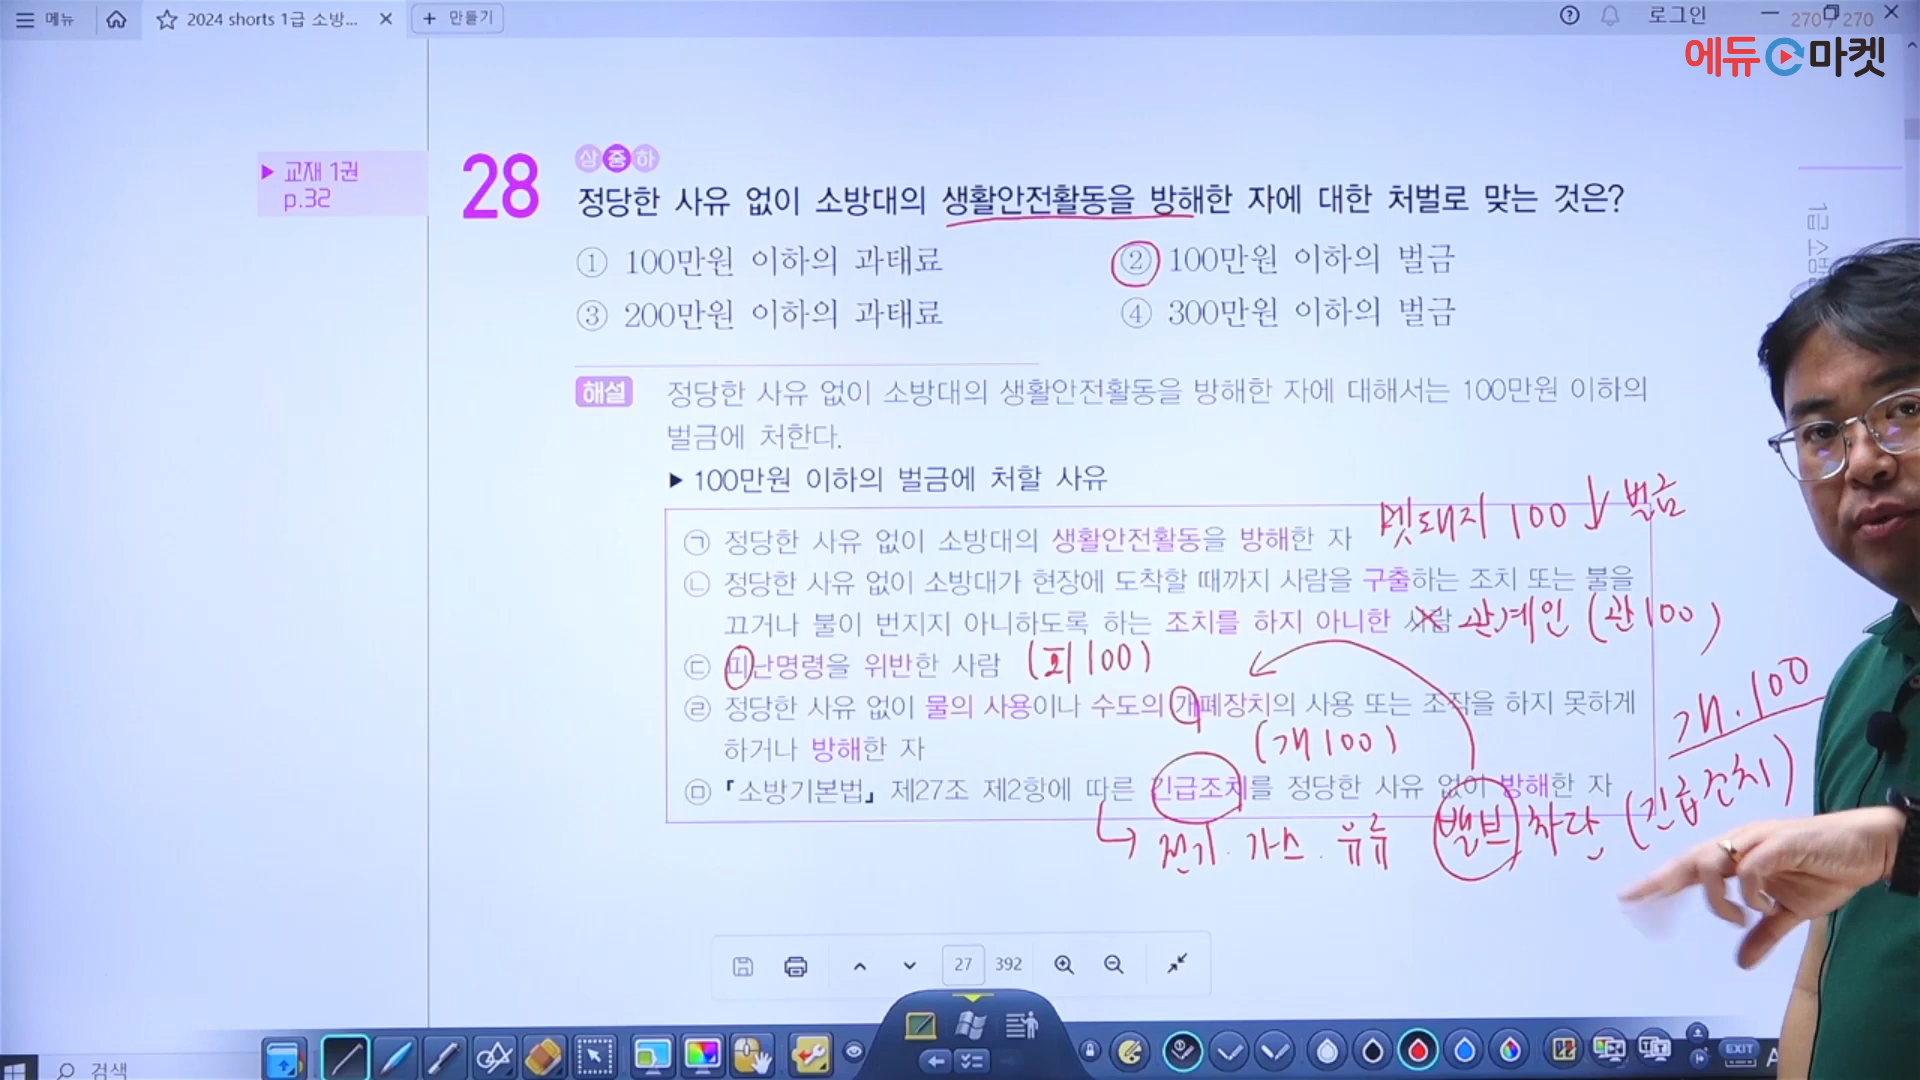 메뉴
2024 shorts 1급 소방...
만들기
로그인
270 / 270
에듀마켓
교재 1권
p.32
28
상 중 하
정당한 사유 없이 소방대의 생활안전활동을 방해한 자에 대한 처벌로 맞는 것은?
① 100만원 이하의 과태료
② 100만원 이하의 벌금
③ 200만원 이하의 과태료
④ 300만원 이하의 벌금
해설 정당한 사유 없이 소방대의 생활안전활동을 방해한 자에 대해서는 100만원 이하의
벌금에 처한다.
▶ 100만원 이하의 벌금에 처할 사유
멧돼지 100 ↓ 벌금
㉠ 정당한 사유 없이 소방대의 생활안전활동을 방해한 자
㉡ 정당한 사유 없이 소방대가 현장에 도착할 때까지 사람을 구출하는 조치 또는 불을
끄거나 불이 번지지 아니하도록 하는 조치를 하지 아니한 사람 관계인 (관100)
㉢ 피난명령을 위반한 사람 (피100)
㉣ 정당한 사유 없이 물의 사용이나 수도의 개폐장치의 사용 또는 조작을 하지 못하게
하거나 방해한 자
(개100)
개.100
㉤ 「소방기본법」 제27조 제2항에 따른 긴급조치를 정당한 사유 없이 방해한 자
전기. 가스. 유류 밸브 차단 (긴급조치)
27 392
검색
EXIT
1급 소방